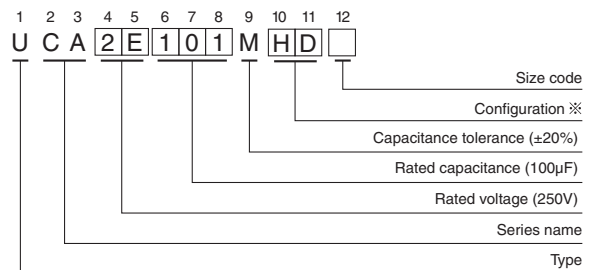 1 2 3 4 5 6 7 8 9 10 11 12
U C A 2 E 1 0 1 M H D
Size code
Configuration ※
Capacitance tolerance (±20%)
Rated capacitance (100µF)
Rated voltage (250V)
Series name
Type